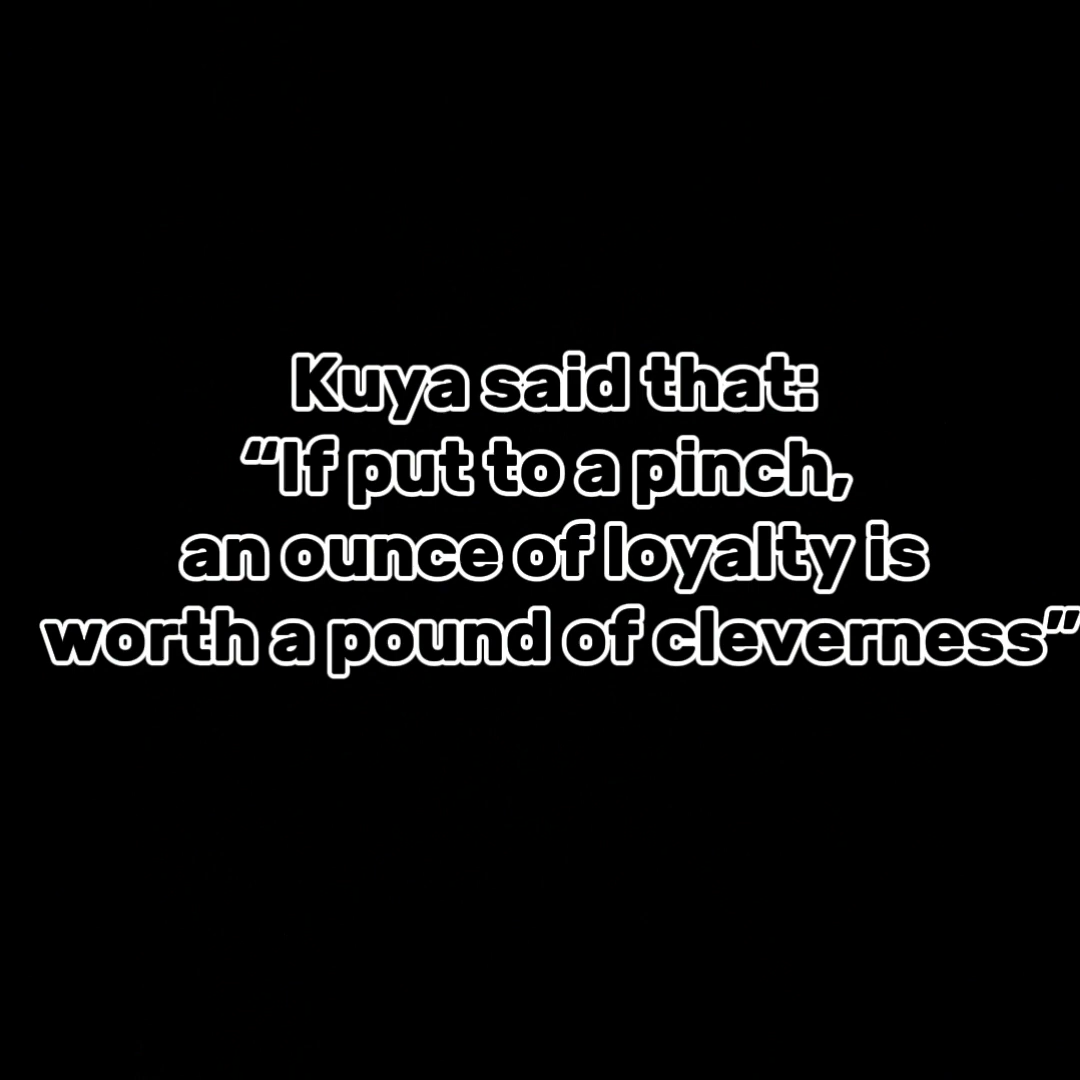 Kuya said that:
"If put to a pinch,
an ounce of loyalty is
worth a pound of cleverness"